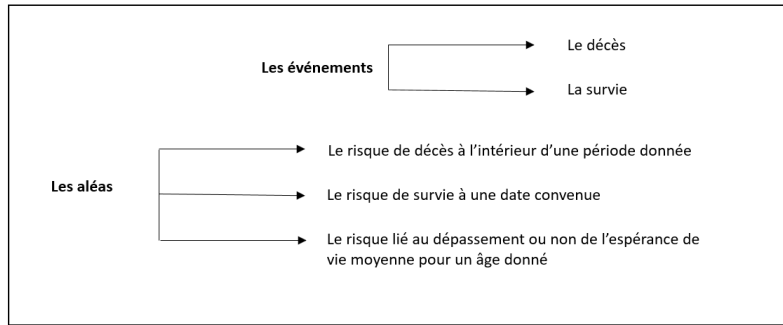 Le décès
Les événements
La survie
Le risque de décès à l’intérieur d’une période donnée
Les aléas
Le risque de survie à une date convenue
Le risque lié au dépassement ou non de l’espérance de
vie moyenne pour un âge donné